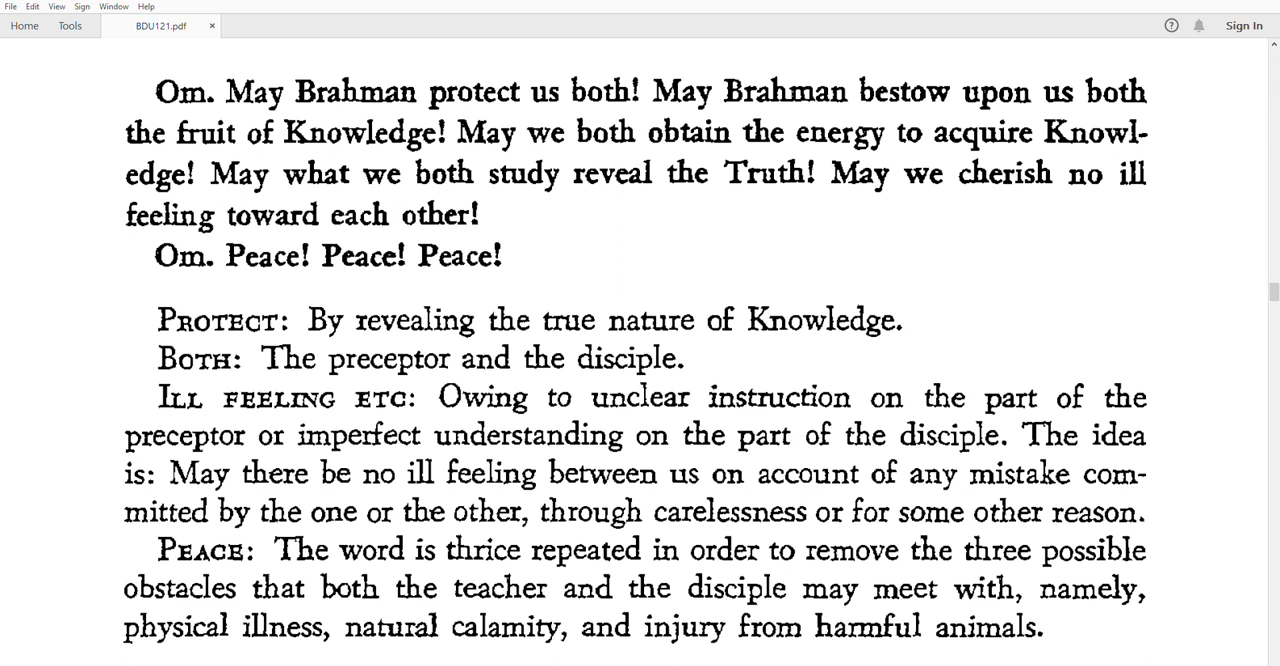 File Edit View Sign Window Help
Home Tools BDU121.pdf × ? Sign In
Om. May Brahman protect us both! May Brahman bestow upon us both
the fruit of Knowledge! May we both obtain the energy to acquire Knowl-
edge! May what we both study reveal the Truth! May we cherish no ill
feeling toward each other!
Om. Peace! Peace! Peace!
PROTECT: By revealing the true nature of Knowledge.
BOTH: The preceptor and the disciple.
ILL FEELING ETC: Owing to unclear instruction on the part of the
preceptor or imperfect understanding on the part of the disciple. The idea
is: May there be no ill feeling between us on account of any mistake com-
mitted by the one or the other, through carelessness or for some other reason.
PEACE: The word is thrice repeated in order to remove the three possible
obstacles that both the teacher and the disciple may meet with, namely,
physical illness, natural calamity, and injury from harmful animals.